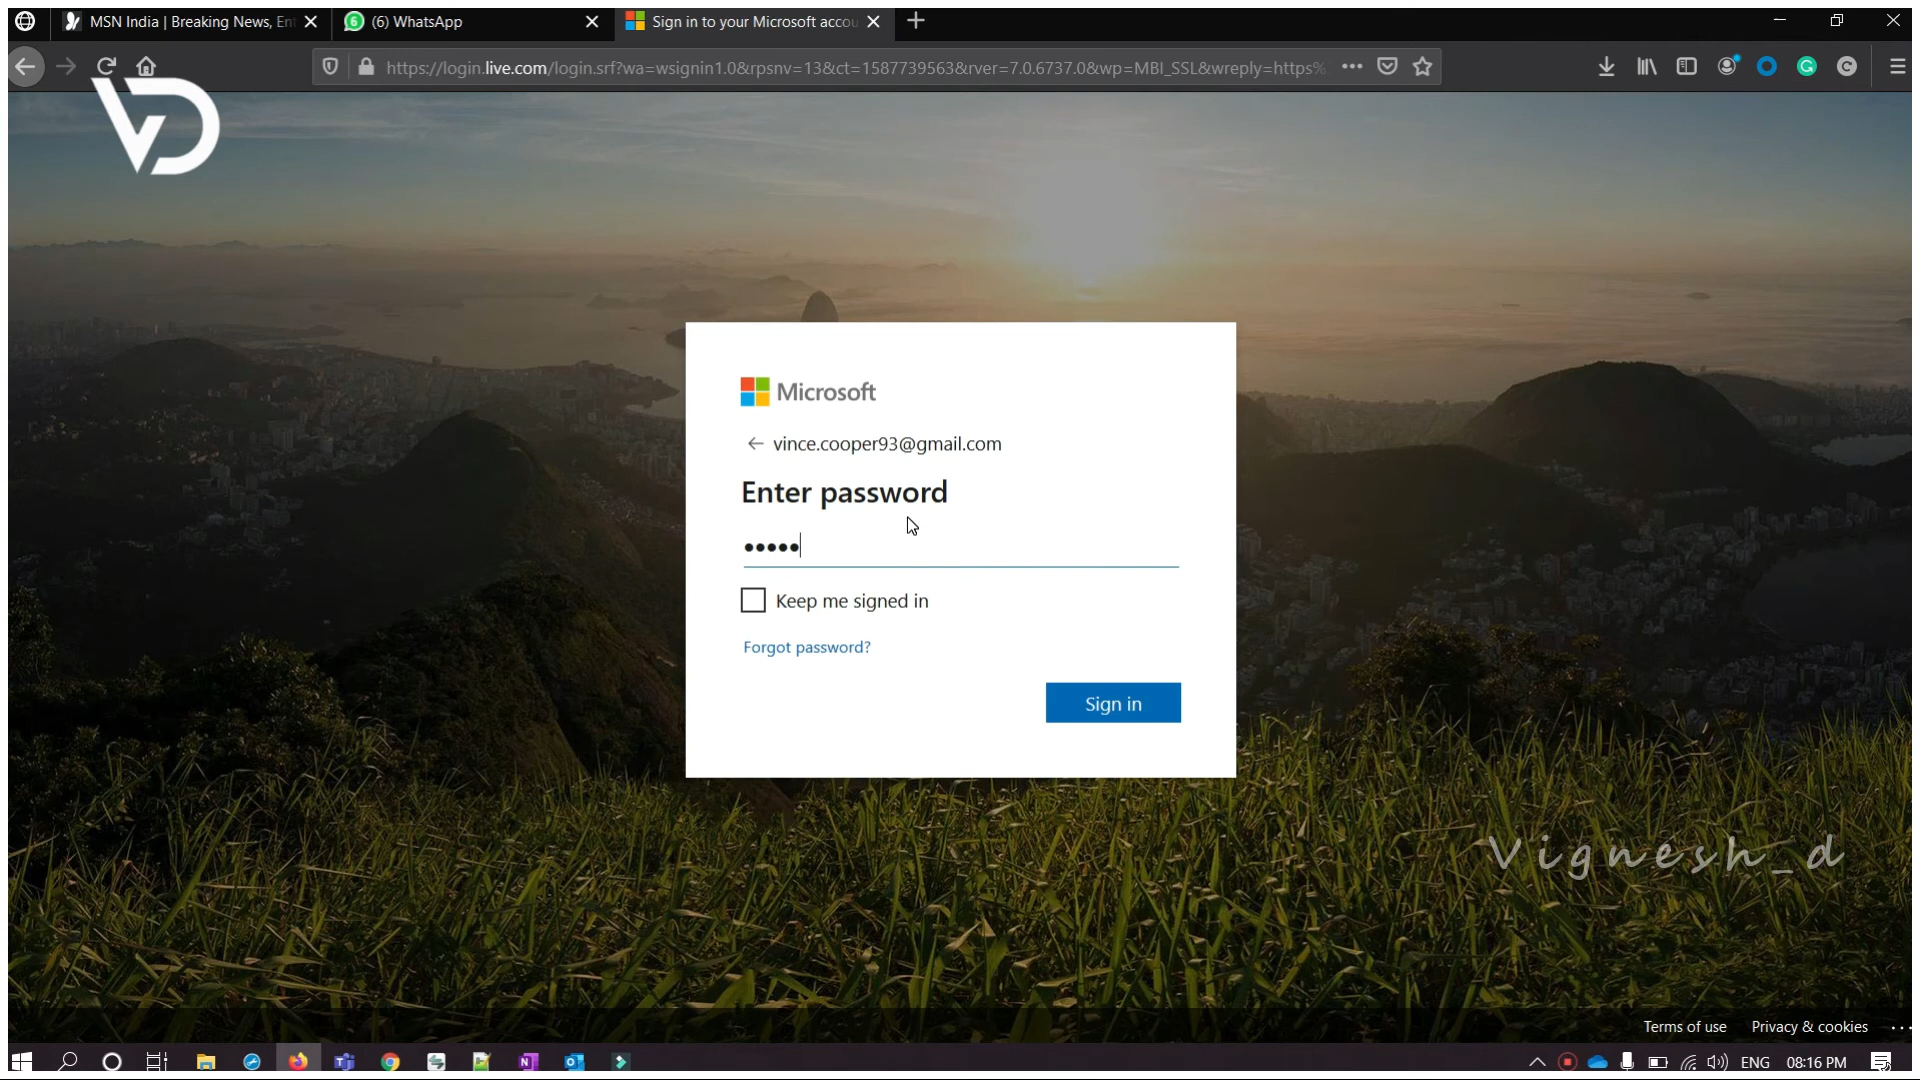 MSN India | Breaking News, Ent
(6) WhatsApp
Sign in to your Microsoft accou
https://login.live.com/login.srf?wa=wsignin1.0&rpsnv=13&ct=1587739563&rver=7.0.6737.0&wp=MBI_SSL&wreply=https%
VD
Microsoft
vince.cooper93@gmail.com
Enter password
Keep me signed in
Forgot password?
Sign in
Vignesh_d
Terms of use Privacy & cookies
ENG 08:16 PM